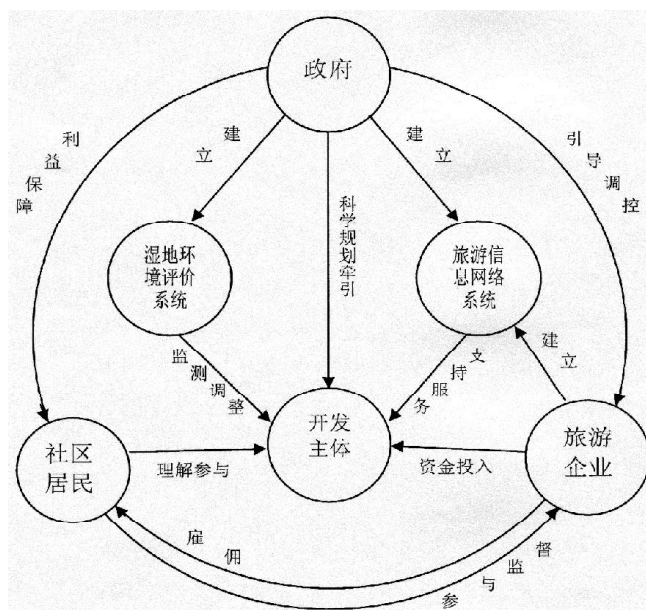 政府
利益保障
建立
建立
引导调控
科学规划牵引
湿地环
境评价
系统
旅游信
息网络
系统
监测调整
支持服务
建立
开发
主体
社区
居民
旅游
企业
理解参与
资金投入
雇佣
参与监督